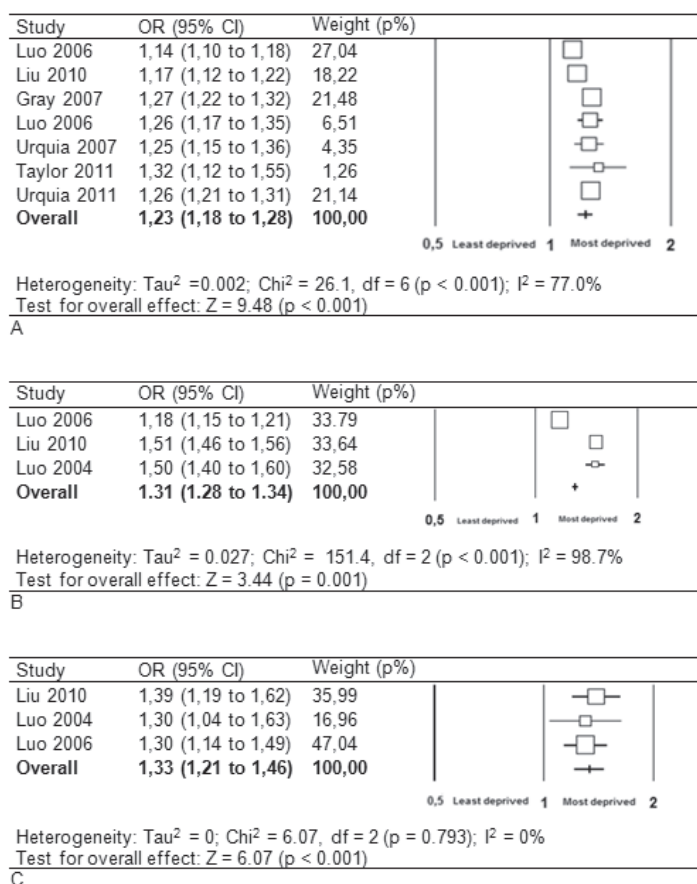 Study OR (95% CI) Weight (p%)
Luo 2006 1,14 (1,10 to 1,18) 27,04
Liu 2010 1,17 (1,12 to 1,22) 18,22
Gray 2007 1,27 (1,22 to 1,32) 21,48
Luo 2006 1,26 (1,17 to 1,35) 6,51
Urquia 2007 1,25 (1,15 to 1,36) 4,35
Taylor 2011 1,32 (1,12 to 1,55) 1,26
Urquia 2011 1,26 (1,21 to 1,31) 21,14
Overall 1,23 (1,18 to 1,28) 100,00
0,5 Least deprived 1 Most deprived 2
Heterogeneity: Tau² =0.002; Chi² = 26.1, df = 6 (p < 0.001); I² = 77.0%
Test for overall effect: Z = 9.48 (p < 0.001)
A
Study OR (95% CI) Weight (p%)
Luo 2006 1,18 (1,15 to 1,21) 33.79
Liu 2010 1,51 (1,46 to 1,56) 33,64
Luo 2004 1,50 (1,40 to 1,60) 32,58
Overall 1.31 (1.28 to 1.34) 100,00
0,5 Least deprived 1 Most deprived 2
Heterogeneity: Tau² = 0.027; Chi² = 151.4, df = 2 (p < 0.001); I² = 98.7%
Test for overall effect: Z = 3.44 (p = 0.001)
B
Study OR (95% CI) Weight (p%)
Liu 2010 1,39 (1,19 to 1,62) 35,99
Luo 2004 1,30 (1,04 to 1,63) 16,96
Luo 2006 1,30 (1,14 to 1,49) 47,04
Overall 1,33 (1,21 to 1,46) 100,00
0,5 Least deprived 1 Most deprived 2
Heterogeneity: Tau² = 0; Chi² = 6.07, df = 2 (p = 0.793); I² = 0%
Test for overall effect: Z = 6.07 (p < 0.001)
C